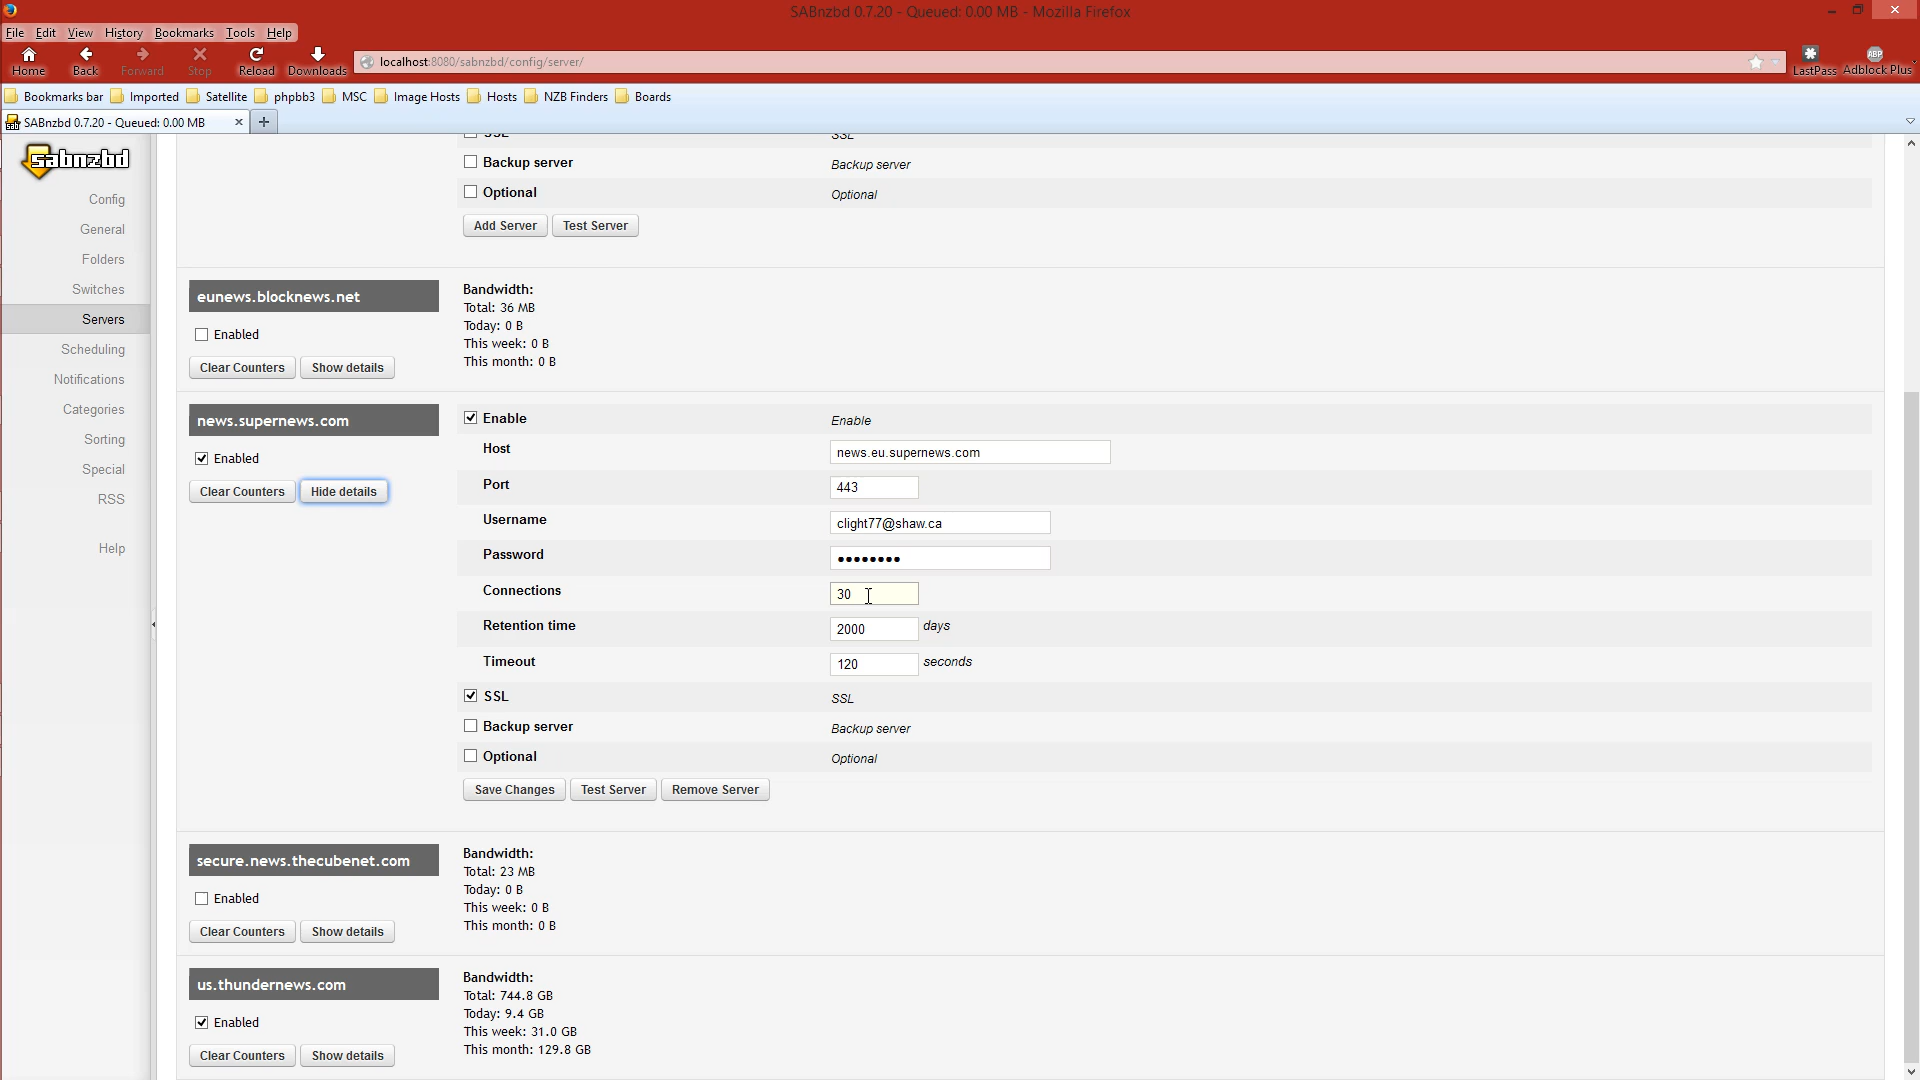 SABnzbd 0.7.20 - Queued: 0.00 MB - Mozilla Firefox
File Edit View History Bookmarks Tools Help
Home Back Forward Stop Reload Downloads localhost:8080/sabnzbd/config/server/ LastPass Adblock Plus
Bookmarks bar Imported Satellite phpbb3 MSC Image Hosts Hosts NZB Finders Boards
SABnzbd 0.7.20 - Queued: 0.00 MB
sabnzbd
Config
General
Folders
Switches
Servers
Scheduling
Notifications
Categories
Sorting
Special
RSS
Help
SSL SSL
Backup server Backup server
Optional Optional
Add Server Test Server
eunews.blocknews.net
Enabled
Clear Counters Show details
Bandwidth:
Total: 36 MB
Today: 0 B
This week: 0 B
This month: 0 B
news.supernews.com
Enabled
Clear Counters Hide details
Enable Enable
Host news.eu.supernews.com
Port 443
Username clight77@shaw.ca
Password ••••••••
Connections 30
Retention time 2000 days
Timeout 120 seconds
SSL SSL
Backup server Backup server
Optional Optional
Save Changes Test Server Remove Server
secure.news.thecubenet.com
Enabled
Clear Counters Show details
Bandwidth:
Total: 23 MB
Today: 0 B
This week: 0 B
This month: 0 B
us.thundernews.com
Enabled
Clear Counters Show details
Bandwidth:
Total: 744.8 GB
Today: 9.4 GB
This week: 31.0 GB
This month: 129.8 GB